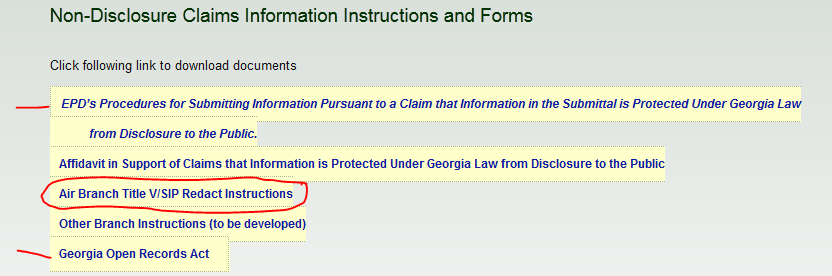 Non-Disclosure Claims Information Instructions and Forms
Click following link to download documents
EPD's Procedures for Submitting Information Pursuant to a Claim that Information in the Submittal is Protected Under Georgia Law
from Disclosure to the Public.
Affidavit in Support of Claims that Information is Protected Under Georgia Law from Disclosure to the Public
Air Branch Title V/SIP Redact Instructions
Other Branch Instructions (to be developed)
Georgia Open Records Act